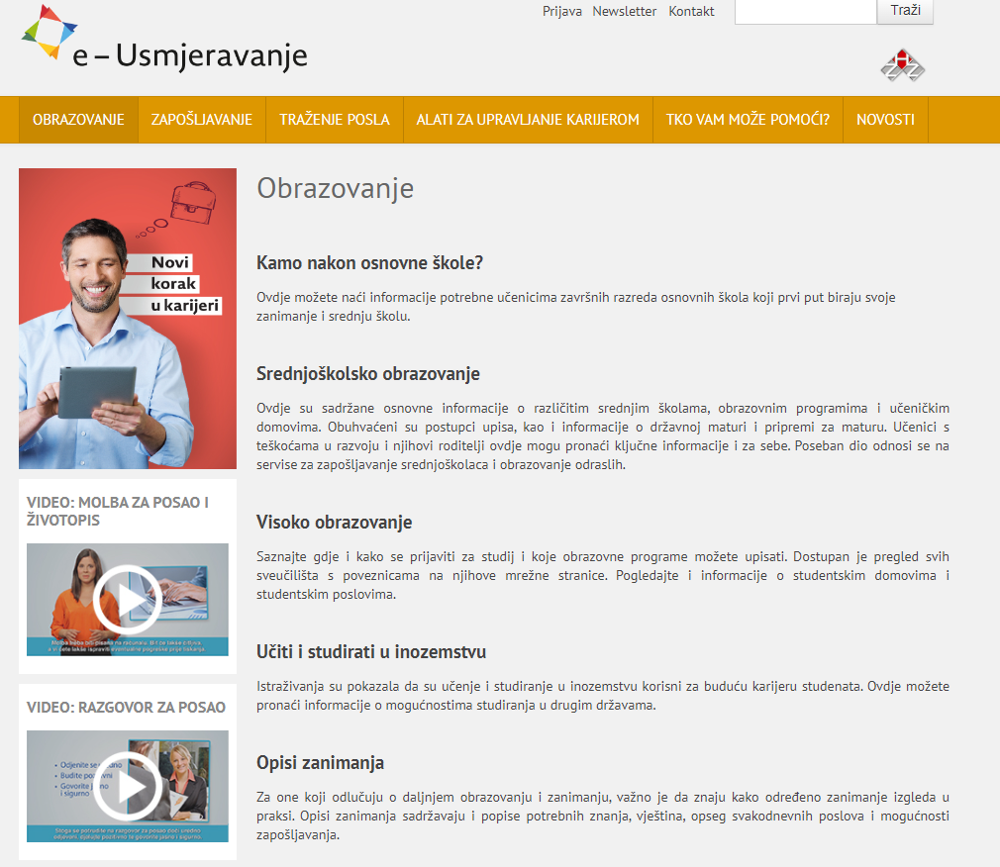 Prijava Newsletter Kontakt
Traži
e – Usmjeravanje
HZZ
OBRAZOVANJE ZAPOŠLJAVANJE TRAŽENJE POSLA ALATI ZA UPRAVLJANJE KARIJEROM TKO VAM MOŽE POMOĆI? NOVOSTI
Novi
korak
u karijeri
VIDEO: MOLBA ZA POSAO I
ŽIVOTOPIS
Molba treba biti pisana na računalu. Bit će lakše čitljiva,
a vi ćete lakše ispraviti eventualne pogreške prije tiskanja.
VIDEO: RAZGOVOR ZA POSAO
• Odjenite se
• Budite
• Govorite
i sigurno
Obrazovanje
Kamo nakon osnovne škole?
Ovdje možete naći informacije potrebne učenicima završnih razreda osnovnih škola koji prvi put biraju svoje
zanimanje i srednju školu.
Srednjoškolsko obrazovanje
Ovdje su sadržane osnovne informacije o različitim srednjim školama, obrazovnim programima i učeničkim
domovima. Obuhvaćeni su postupci upisa, kao i informacije o državnoj maturi i pripremi za maturu. Učenici s
teškoćama u razvoju i njihovi roditelji ovdje mogu pronaći ključne informacije i za sebe. Poseban dio odnosi se na
servise za zapošljavanje srednjoškolaca i obrazovanje odraslih.
Visoko obrazovanje
Saznajte gdje i kako se prijaviti za studij i koje obrazovne programe možete upisati. Dostupan je pregled svih
sveučilišta s poveznicama na njihove mrežne stranice. Pogledajte i informacije o studentskim domovima i
studentskim poslovima.
Učiti i studirati u inozemstvu
Istraživanja su pokazala da su učenje i studiranje u inozemstvu korisni za buduću karijeru studenata. Ovdje možete
pronaći informacije o mogućnostima studiranja u drugim državama.
Opisi zanimanja
Za one koji odlučuju o daljnjem obrazovanju i zanimanju, važno je da znaju kako određeno zanimanje izgleda u
praksi. Opisi zanimanja sadržavaju i popise potrebnih znanja, vještina, opseg svakodnevnih poslova i mogućnosti
zapošljavanja.